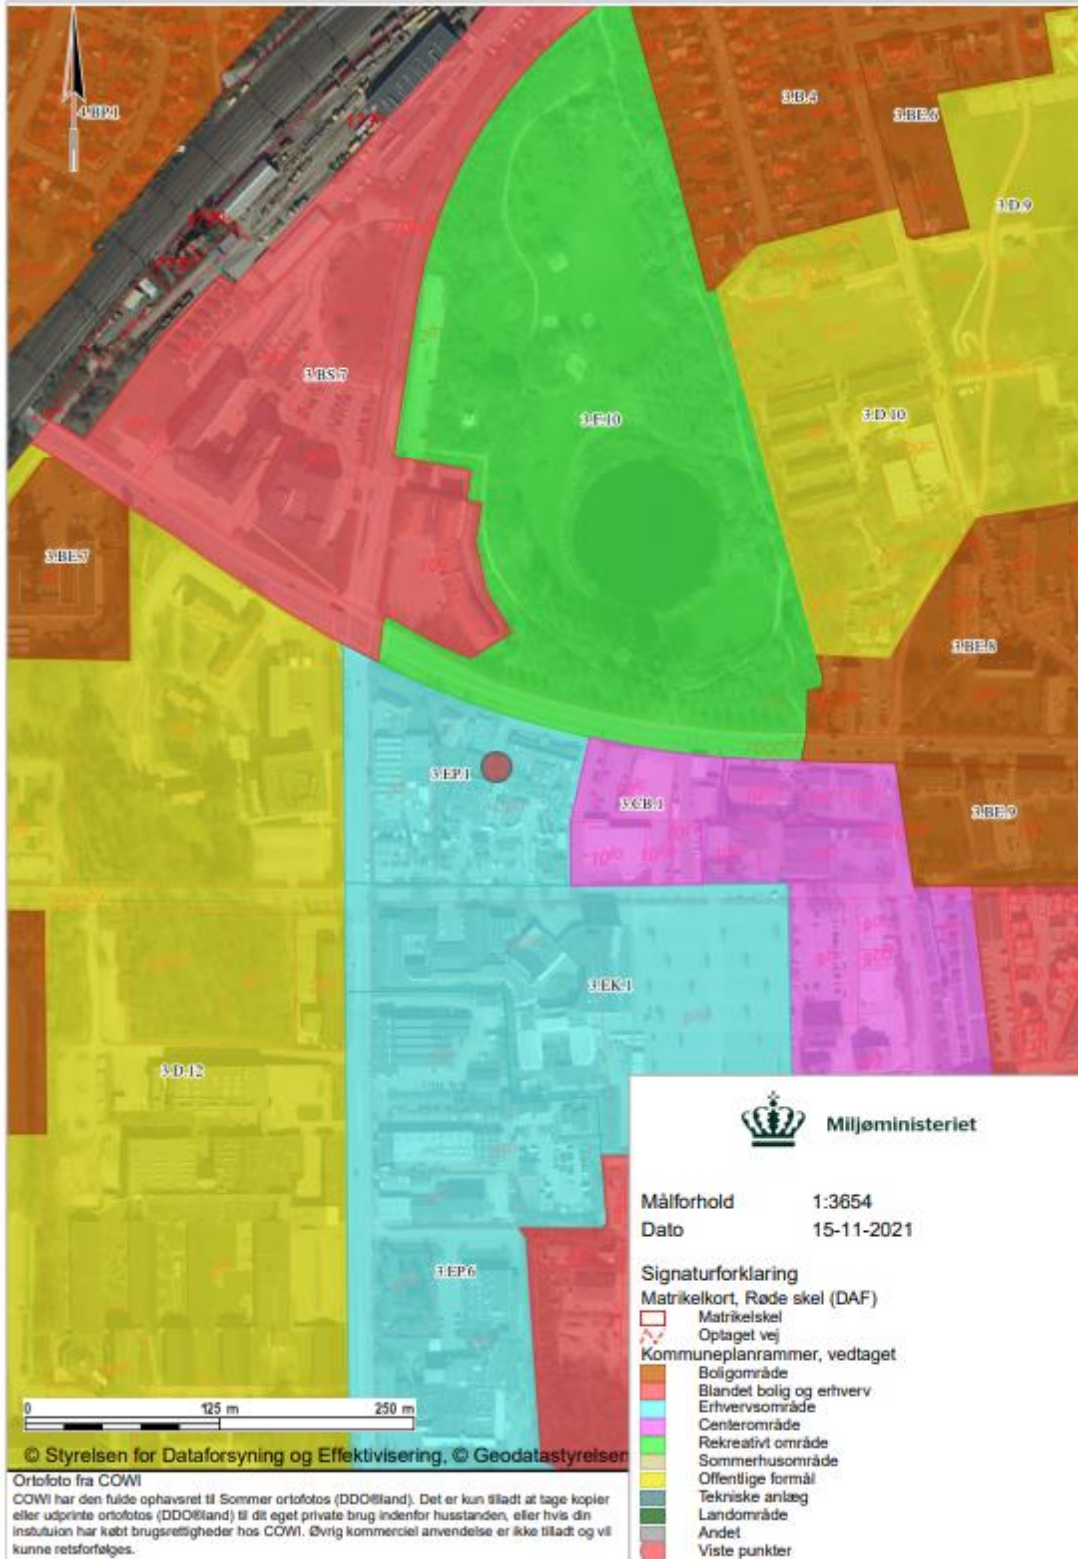 4.BP.1
3.B.4
3.BE.6
3.D.9
3.BS.7
3.F.10
3.D.10
3.BE.7
3.BE.8
3.EP.1
3.CB.1
3.BE.9
3.EK.1
3.D.12
3.EP.6
Miljøministeriet
Målforhold 1:3654
Dato 15-11-2021
Signaturforklaring
Matrikelkort, Røde skel (DAF)
Matrikelskel
Optaget vej
Kommuneplanrammer, vedtaget
Boligområde
Blandet bolig og erhverv
Erhvervsområde
Centerområde
Rekreativt område
Sommerhusområde
Offentlige formål
Tekniske anlæg
Landområde
Andet
Viste punkter
0 125 m 250 m
© Styrelsen for Dataforsyning og Effektivisering, © Geodatastyrelsen
Ortofoto fra COWI
COWI har den fulde ophavsret til Sommer ortofotos (DDO®land). Det er kun tilladt at tage kopier
eller udprinte ortofotos (DDO®land) til dit eget private brug indenfor husstanden, eller hvis din
instutuion har købt brugsrettigheder hos COWI. Øvrig kommerciel anvendelse er ikke tilladt og vil
kunne retsforfølges.